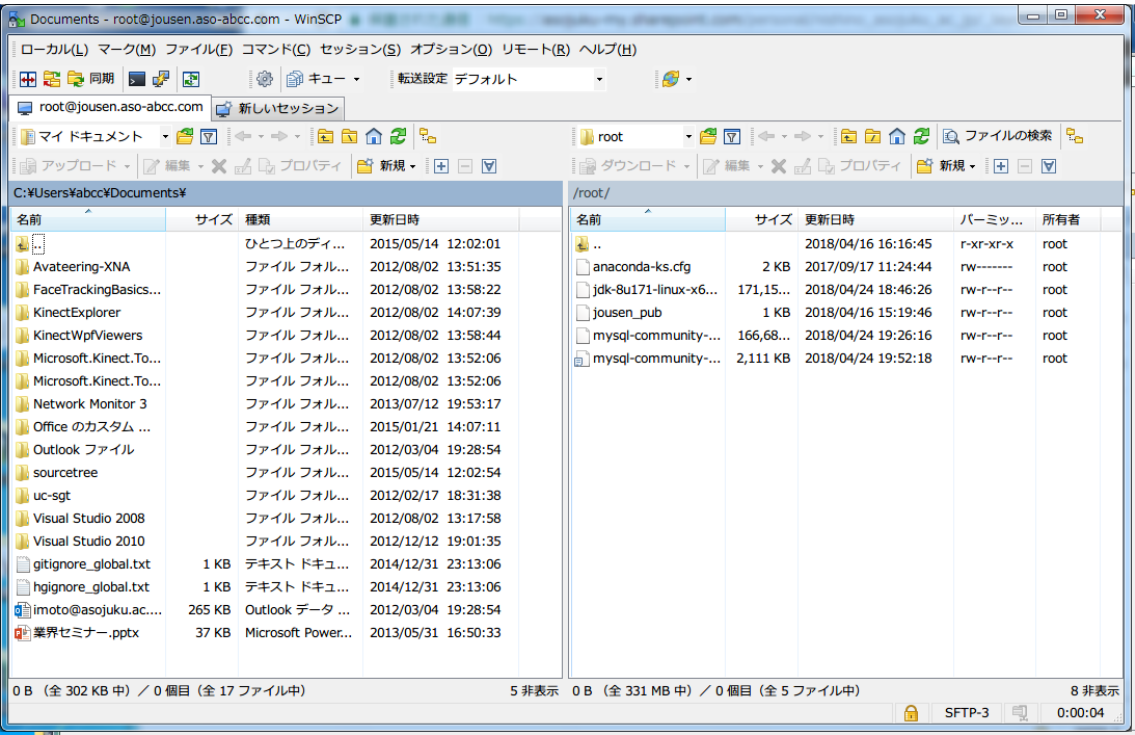 Documents - root@jousen.aso-abcc.com - WinSCP
ローカル(L) マーク(M) ファイル(F) コマンド(C) セッション(S) オプション(O) リモート(R) ヘルプ(H)
同期 キュー 転送設定 デフォルト
root@jousen.aso-abcc.com 新しいセッション
マイ ドキュメント root ファイルの検索
アップロード 編集 プロパティ 新規 ダウンロード 編集 プロパティ 新規
C:¥Users¥abcc¥Documents¥
名前 サイズ 種類 更新日時
.. ひとつ上のディ... 2015/05/14 12:02:01
Avateering-XNA ファイル フォル... 2012/08/02 13:51:35
FaceTrackingBasics... ファイル フォル... 2012/08/02 13:58:22
KinectExplorer ファイル フォル... 2012/08/02 14:07:39
KinectWpfViewers ファイル フォル... 2012/08/02 13:58:44
Microsoft.Kinect.To... ファイル フォル... 2012/08/02 13:52:06
Microsoft.Kinect.To... ファイル フォル... 2012/08/02 13:52:06
Network Monitor 3 ファイル フォル... 2013/07/12 19:53:17
Office のカスタム ... ファイル フォル... 2015/01/21 14:07:11
Outlook ファイル ファイル フォル... 2012/03/04 19:28:54
sourcetree ファイル フォル... 2015/05/14 12:02:54
uc-sgt ファイル フォル... 2012/02/17 18:31:38
Visual Studio 2008 ファイル フォル... 2012/08/02 13:17:58
Visual Studio 2010 ファイル フォル... 2012/12/12 19:01:35
gitignore_global.txt 1 KB テキスト ドキュ... 2014/12/31 23:13:06
hgignore_global.txt 1 KB テキスト ドキュ... 2014/12/31 23:13:06
imoto@asojuku.ac.... 265 KB Outlook データ ... 2012/03/04 19:28:54
業界セミナー.pptx 37 KB Microsoft Power... 2013/05/31 16:50:33
0 B （全 302 KB 中）／ 0 個目（全 17 ファイル中） 5 非表示
/root/
名前 サイズ 更新日時 パーミッ... 所有者
.. 2018/04/16 16:16:45 r-xr-xr-x root
anaconda-ks.cfg 2 KB 2017/09/17 11:24:44 rw------- root
jdk-8u171-linux-x6... 171,15... 2018/04/24 18:46:26 rw-r--r-- root
jousen_pub 1 KB 2018/04/16 15:19:46 rw-r--r-- root
mysql-community-... 166,68... 2018/04/24 19:26:16 rw-r--r-- root
mysql-community-... 2,111 KB 2018/04/24 19:52:18 rw-r--r-- root
0 B （全 331 MB 中）／ 0 個目（全 5 ファイル中） 8 非表示
SFTP-3 0:00:04